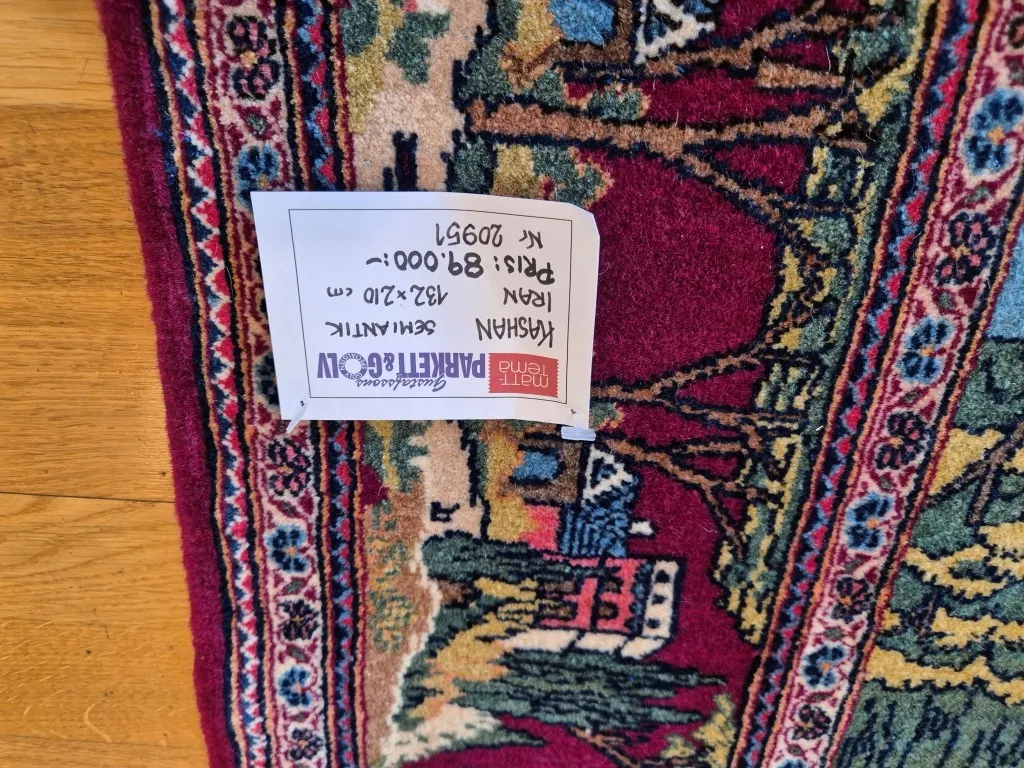 matt-
Tema
Gustafssons
PARKETT&GOLV
KASHAN SEMIANTIK
IRAN 132×210 cm
PRIS: 89.000:-
Nr 20951